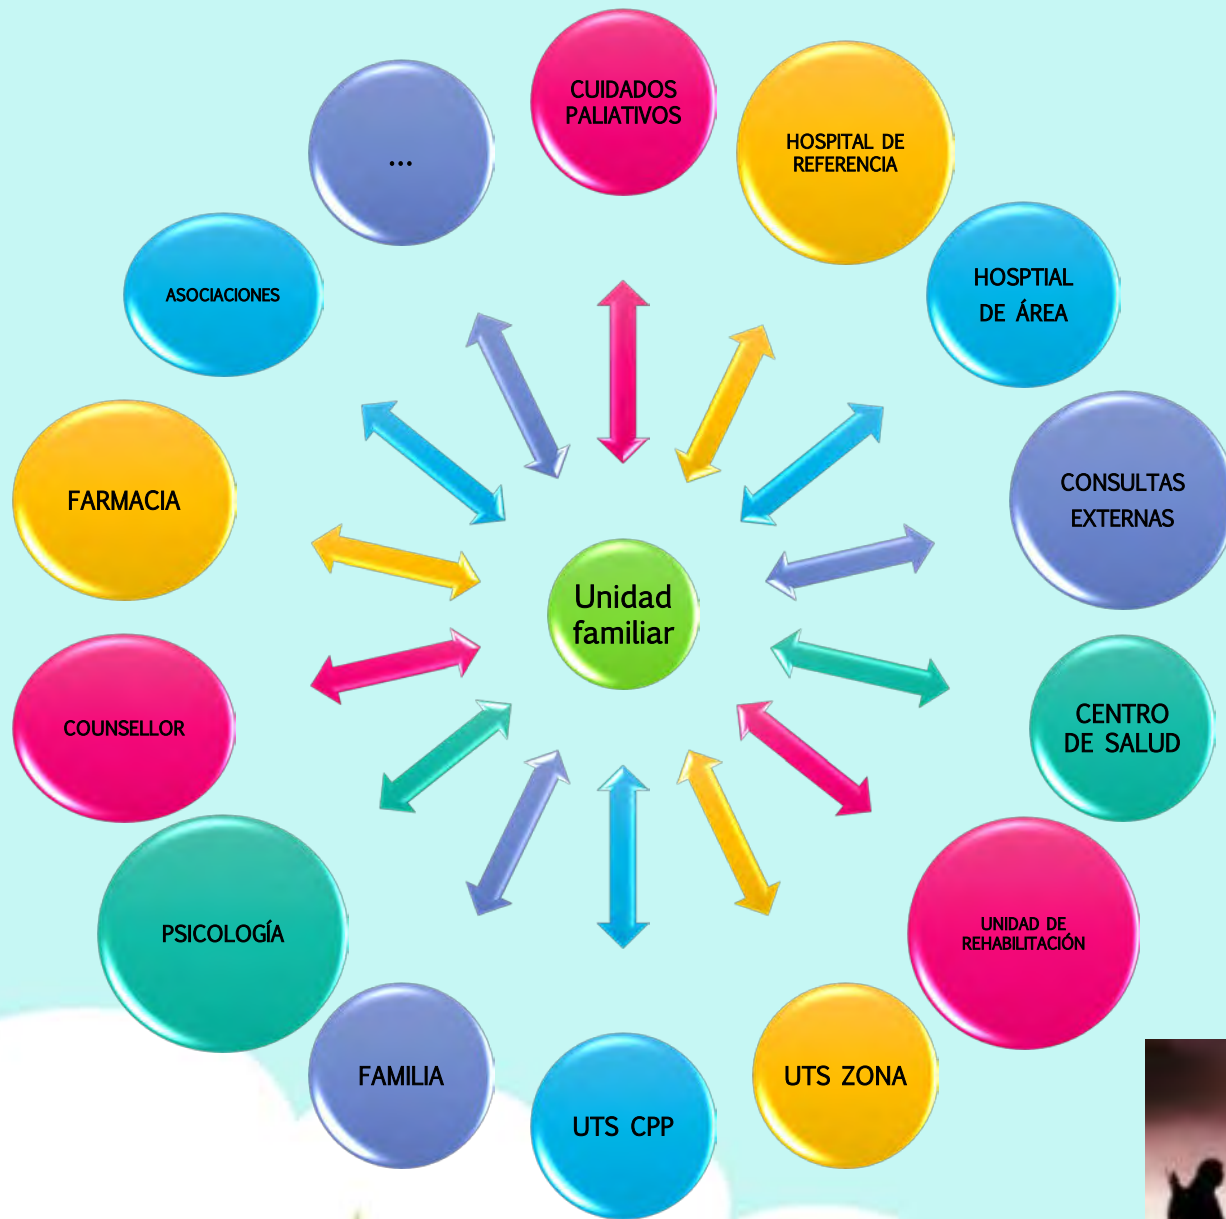 CUIDADOS
PALIATIVOS
HOSPITAL DE
REFERENCIA
HOSPTIAL
DE ÁREA
CONSULTAS
EXTERNAS
CENTRO
DE SALUD
UNIDAD DE
REHABILITACIÓN
UTS ZONA
UTS CPP
FAMILIA
PSICOLOGÍA
COUNSELLOR
FARMACIA
ASOCIACIONES
...
Unidad
familiar